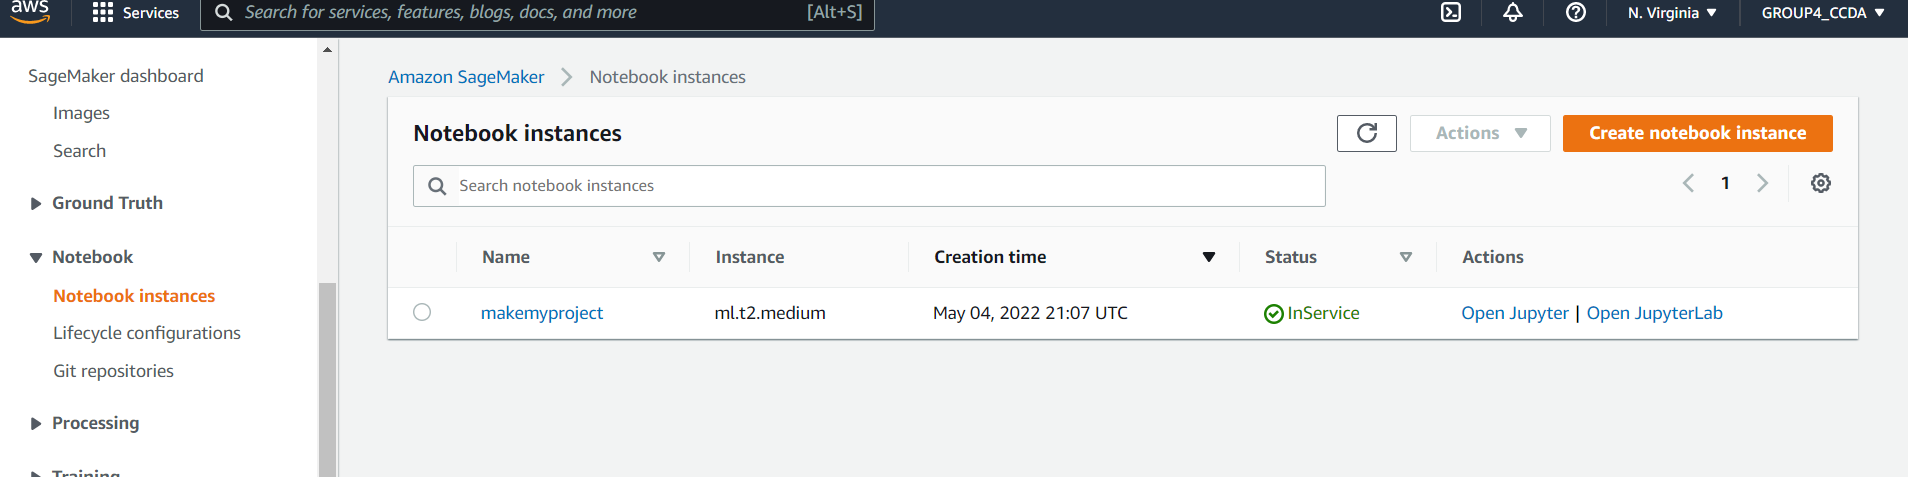 aws
Services
Search for services, features, blogs, docs, and more
[Alt+S]
N. Virginia
GROUP4_CCDA
SageMaker dashboard
Images
Search
Ground Truth
Notebook
Notebook instances
Lifecycle configurations
Git repositories
Processing
Training
Amazon SageMaker
Notebook instances
Notebook instances
Actions
Create notebook instance
Search notebook instances
1
Name Instance Creation time Status Actions
makemyproject ml.t2.medium May 04, 2022 21:07 UTC InService Open Jupyter | Open JupyterLab